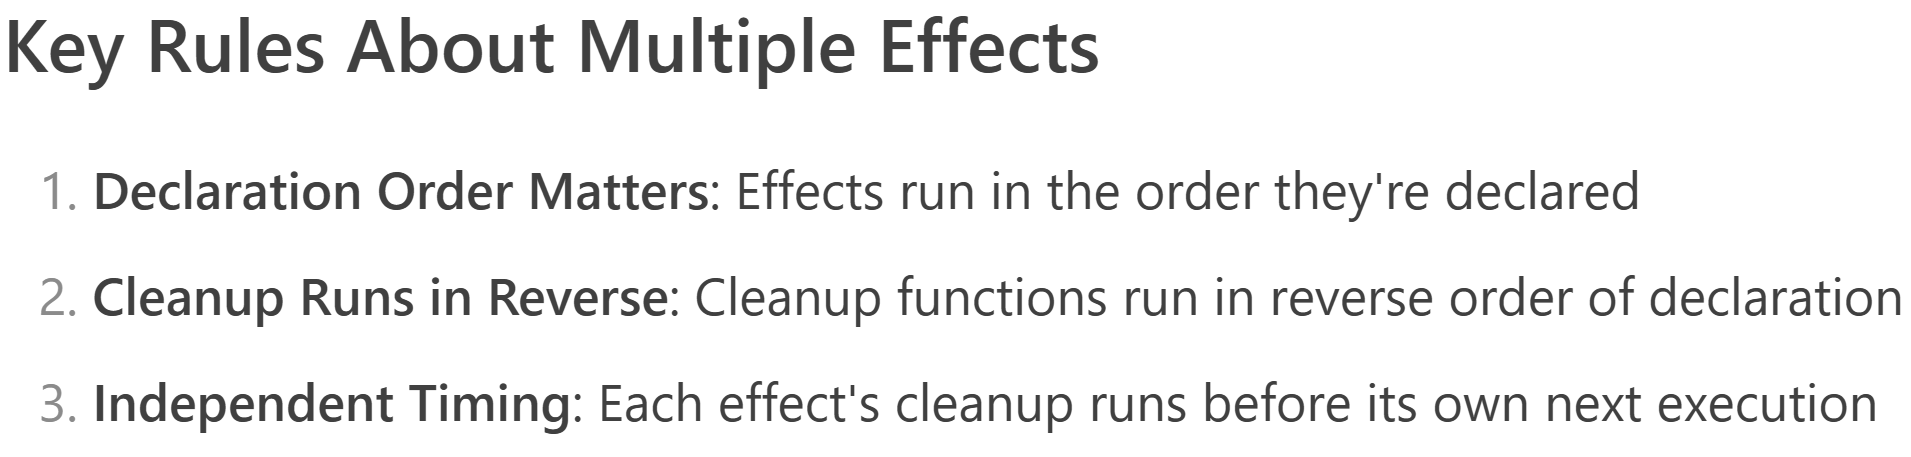 Key Rules About Multiple Effects
1. Declaration Order Matters: Effects run in the order they're declared
2. Cleanup Runs in Reverse: Cleanup functions run in reverse order of declaration
3. Independent Timing: Each effect's cleanup runs before its own next execution